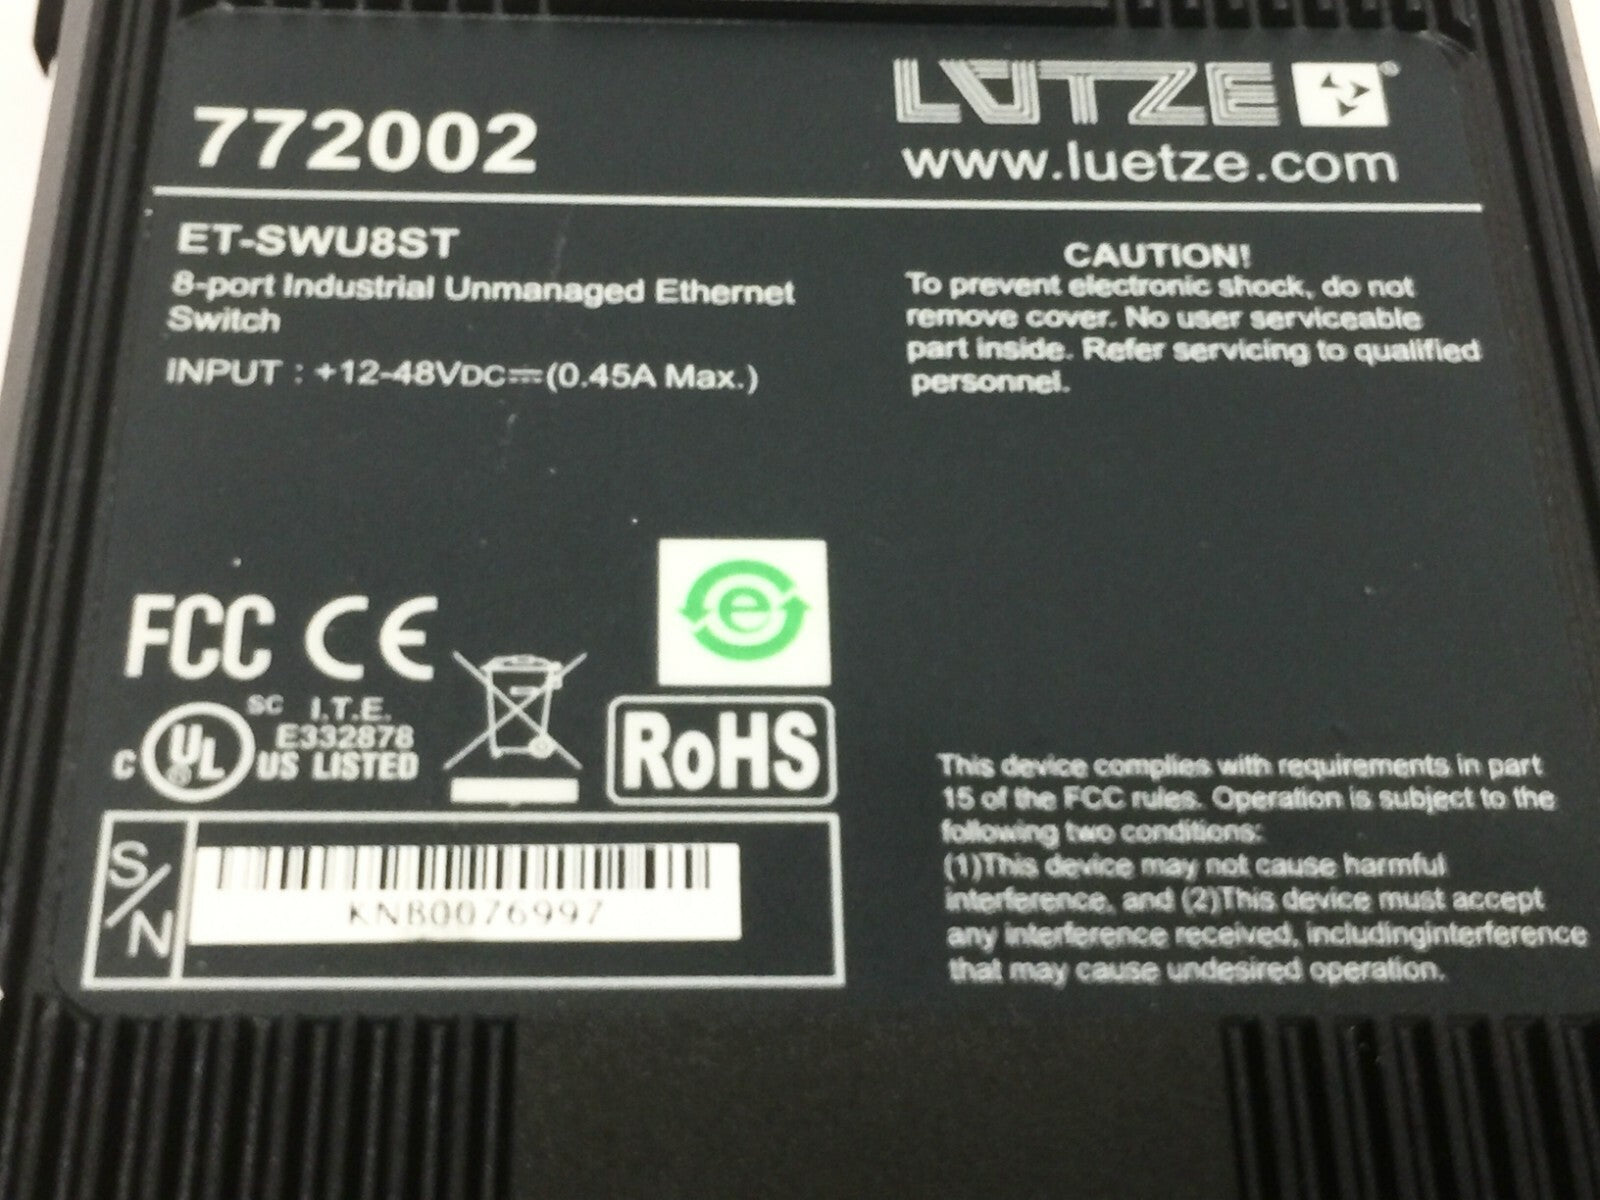 772002
LUTZE
www.luetze.com
ET-SWU8ST
8-port Industrial Unmanaged Ethernet
Switch
INPUT : +12-48VDC⎓(0.45A Max.)
CAUTION!
To prevent electronic shock, do not
remove cover. No user serviceable
part inside. Refer servicing to qualified
personnel.
e
FCC CE
SC I.T.E.
E332878
C UL ® US LISTED
RoHS
S/N
KNB0076997
This device complies with requirements in part
15 of the FCC rules. Operation is subject to the
following two conditions:
(1)This device may not cause harmful
interference, and (2)This device must accept
any interference received, includinginterference
that may cause undesired operation.